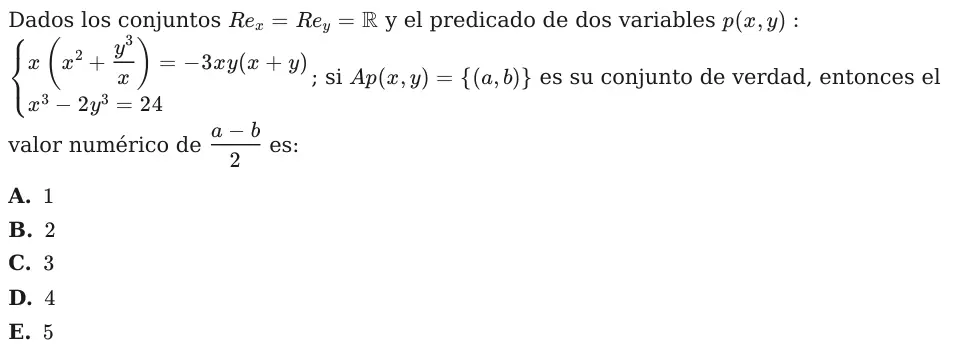 Dados los conjuntos $Re_x = Re_y = \mathbb{R}$ y el predicado de dos variables $p(x, y)$ :
$\begin{cases} x\left(x^2 + \dfrac{y^3}{x}\right) = -3xy(x + y) \\ x^3 - 2y^3 = 24 \end{cases}$; si $Ap(x, y) = \{(a, b)\}$ es su conjunto de verdad, entonces el
valor numérico de $\dfrac{a - b}{2}$ es:
A. 1
B. 2
C. 3
D. 4
E. 5